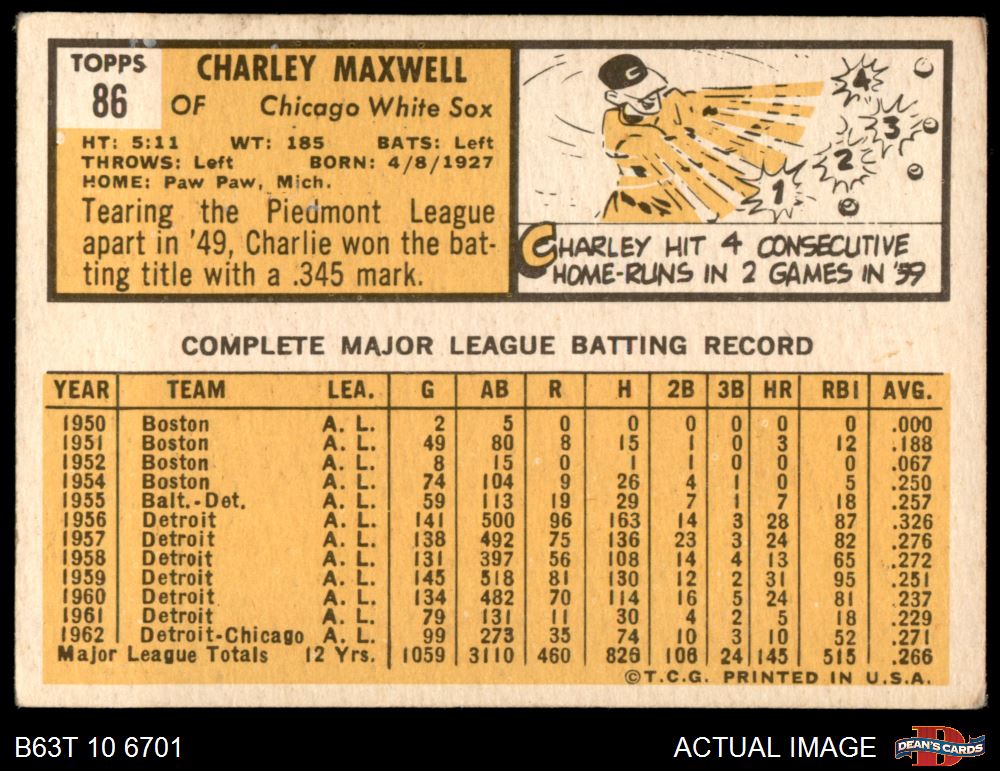 TOPPS
86
CHARLEY MAXWELL
OF Chicago White Sox
HT: 5:11 WT: 185 BATS: Left
THROWS: Left BORN: 4/8/1927
HOME: Paw Paw, Mich.
Tearing the Piedmont League
apart in '49, Charlie won the bat-
ting title with a .345 mark.
C
4
3
2
1
CHARLEY HIT 4 CONSECUTIVE
HOME-RUNS IN 2 GAMES IN '59
COMPLETE MAJOR LEAGUE BATTING RECORD
YEAR TEAM LEA. G AB R H 2B 3B HR RBI AVG.
1950 Boston A. L. 2 5 0 0 0 0 0 0 .000
1951 Boston A. L. 49 80 8 15 1 0 3 12 .188
1952 Boston A. L. 8 15 0 1 1 0 0 0 .067
1954 Boston A. L. 74 104 9 26 4 1 0 5 .250
1955 Balt.-Det. A. L. 59 113 19 29 7 1 7 18 .257
1956 Detroit A. L. 141 500 96 163 14 3 28 87 .326
1957 Detroit A. L. 138 492 75 136 23 3 24 82 .276
1958 Detroit A. L. 131 397 56 108 14 4 13 65 .272
1959 Detroit A. L. 145 518 81 130 12 2 31 95 .251
1960 Detroit A. L. 134 482 70 114 16 5 24 81 .237
1961 Detroit A. L. 79 131 11 30 4 2 5 18 .229
1962 Detroit-Chicago A. L. 99 273 35 74 10 3 10 52 .271
Major League Totals 12 Yrs. 1059 3110 460 826 106 24 145 515 .266
©T.C.G. PRINTED IN U.S.A.
B63T 10 6701
ACTUAL IMAGE
D
DEAN'S CARDS